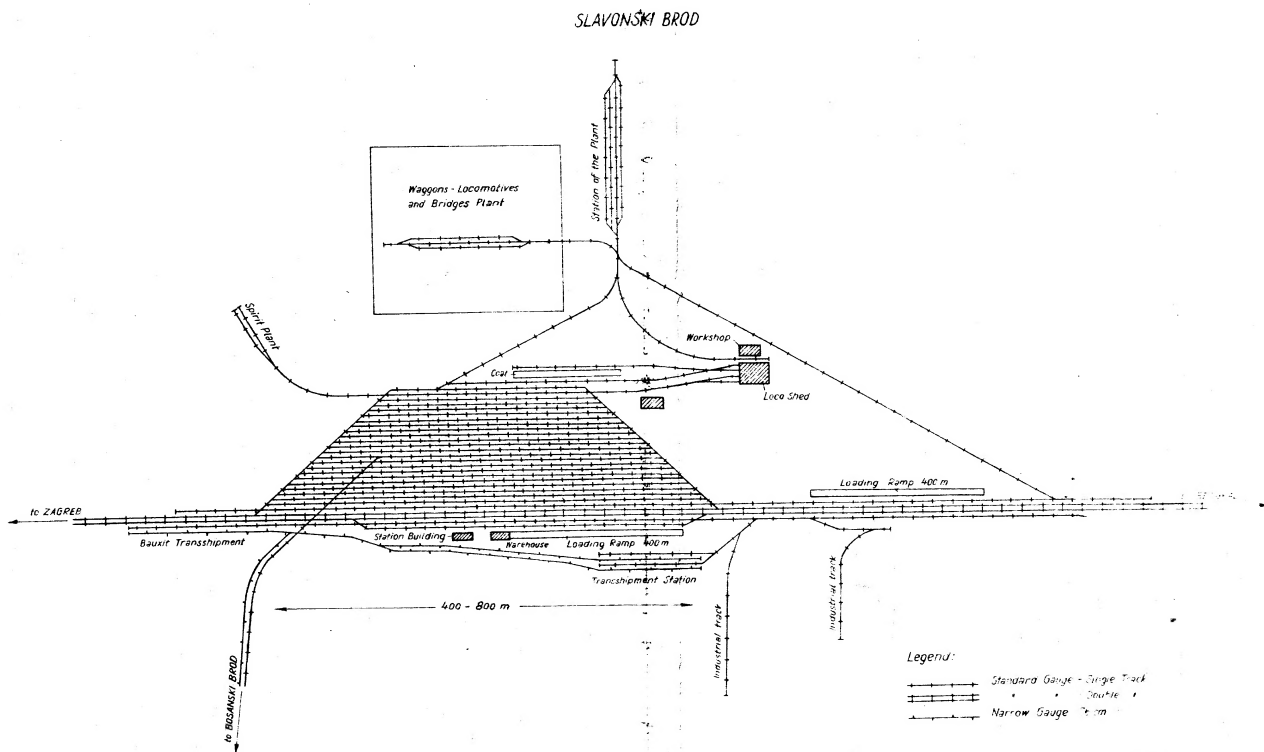 SLAVONSKI BROD
Station of the Plant
Waggons - Locomotives
and Bridges Plant
Spirit Plant
Workshop
Coal
Loco Shed
Loading Ramp 400 m
to ZAGREB
Bauxit Transshipment
Station Building
Warehouse
Loading Ramp 400 m
Transhipment Station
400 - 800 m
Industrial track
Industrial track
to BOSANSKI BROD
Legend:
Standard Gauge - Single Track
" " Double "
Narrow Gauge